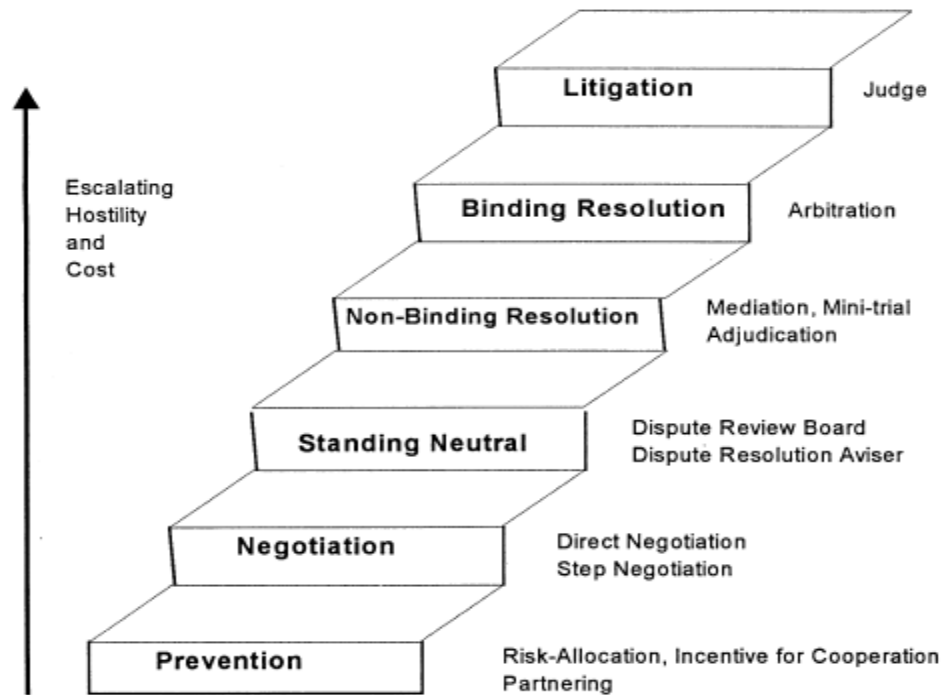 Litigation
Judge
Escalating
Hostility
and
Cost
Binding Resolution
Arbitration
Non-Binding Resolution
Mediation, Mini-trial
Adjudication
Standing Neutral
Dispute Review Board
Dispute Resolution Aviser
Negotiation
Direct Negotiation
Step Negotiation
Prevention
Risk-Allocation, Incentive for Cooperation
Partnering